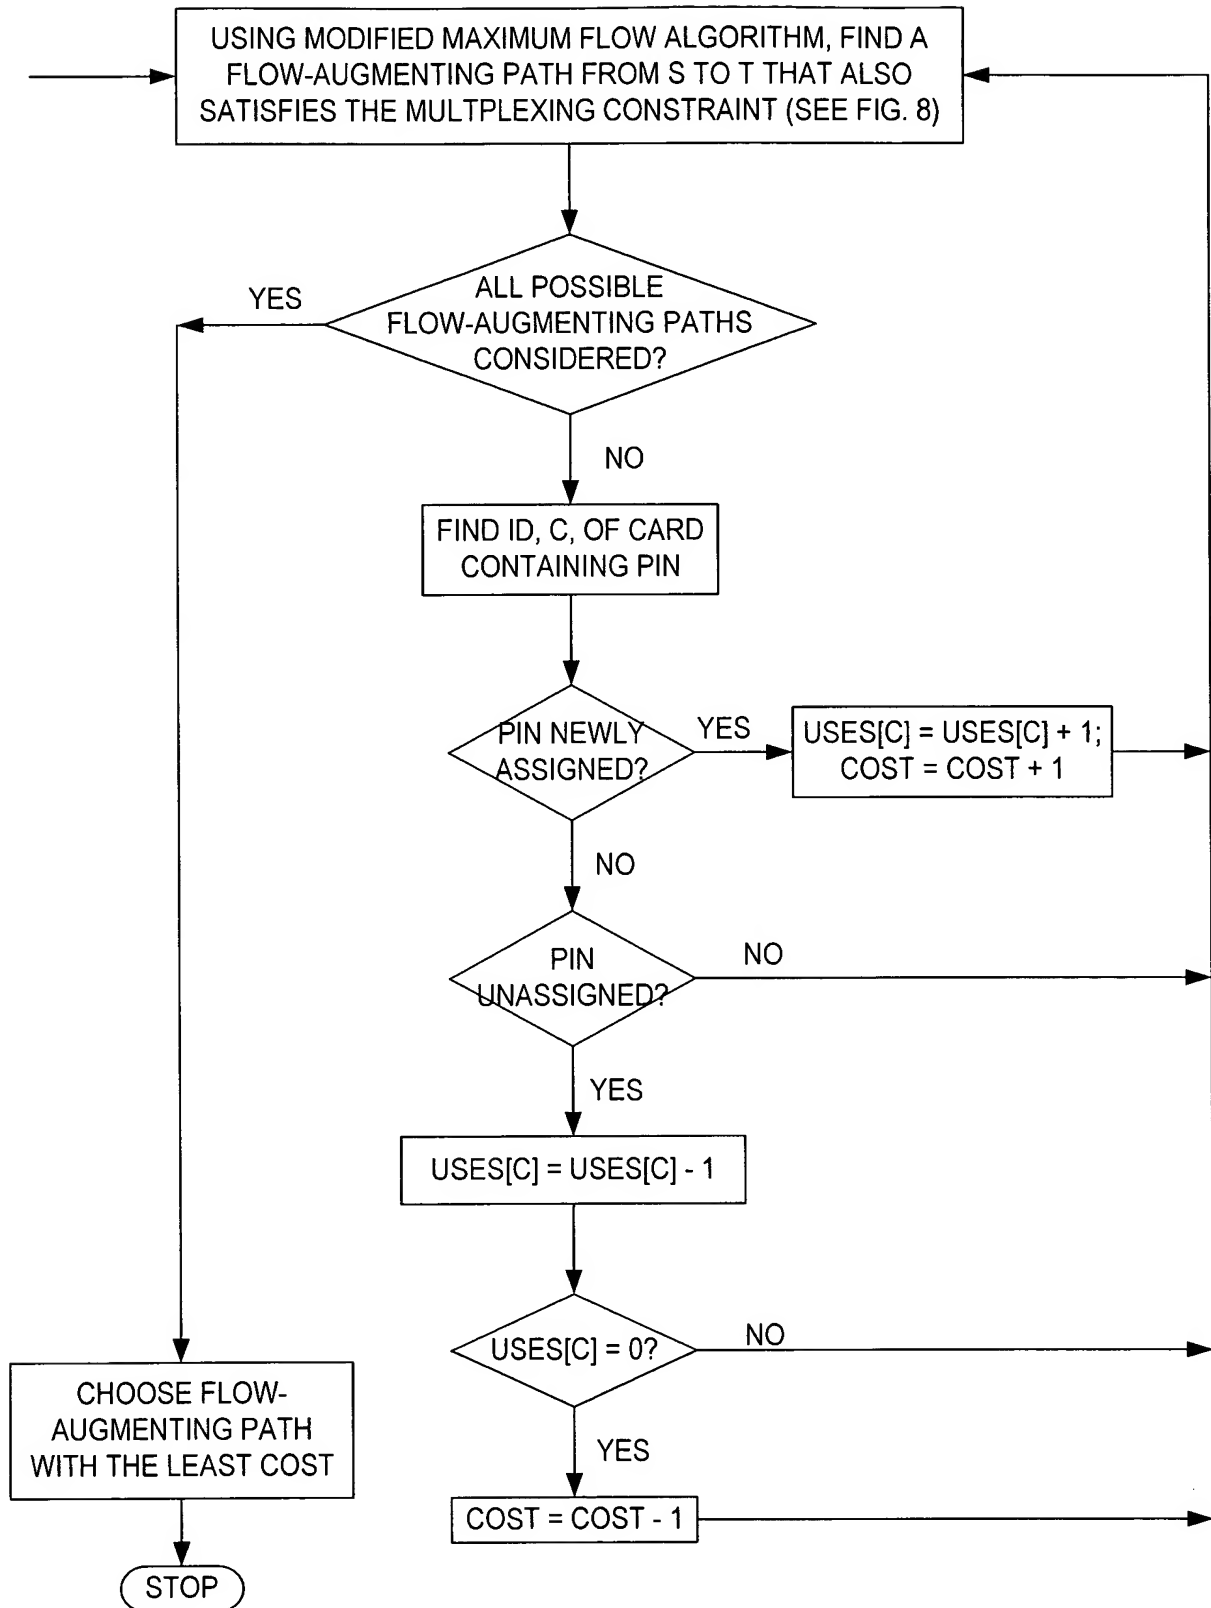 USING MODIFIED MAXIMUM FLOW ALGORITHM, FIND A
FLOW-AUGMENTING PATH FROM S TO T THAT ALSO
SATISFIES THE MULTPLEXING CONSTRAINT (SEE FIG. 8)
YES
ALL POSSIBLE
FLOW-AUGMENTING PATHS
CONSIDERED?
NO
FIND ID, C, OF CARD
CONTAINING PIN
PIN NEWLY
ASSIGNED?
YES
USES[C] = USES[C] + 1;
COST = COST + 1
NO
PIN
UNASSIGNED?
NO
YES
USES[C] = USES[C] - 1
USES[C] = 0?
NO
YES
COST = COST - 1
CHOOSE FLOW-
AUGMENTING PATH
WITH THE LEAST COST
STOP